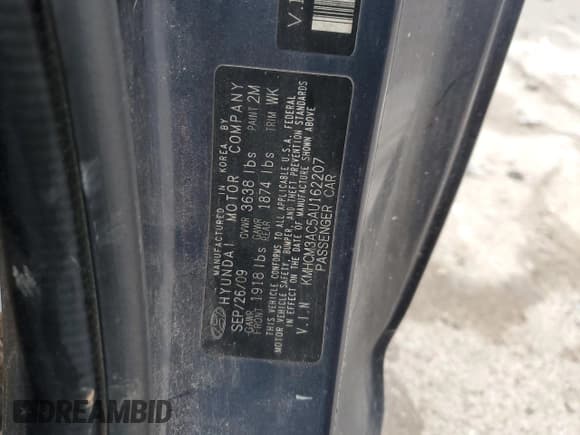 V.I
MANUFACTURED IN KOREA BY
HYUNDAI MOTOR COMPANY
SEP/26/09 GVWR 3638 lbs PAINT 2M
GAWR FRONT 1918 lbs GAWR REAR 1874 lbs TRIM WK
THIS VEHICLE CONFORMS TO ALL APPLICABLE U.S.A. FEDERAL
MOTOR VEHICLE SAFETY, BUMPER, AND THEFT PREVENTION STANDARDS
IN EFFECT ON THE DATE OF MANUFACTURE SHOWN ABOVE
V.I.N KMHCM3AC5AU162207
PASSENGER CAR
DREAMBID